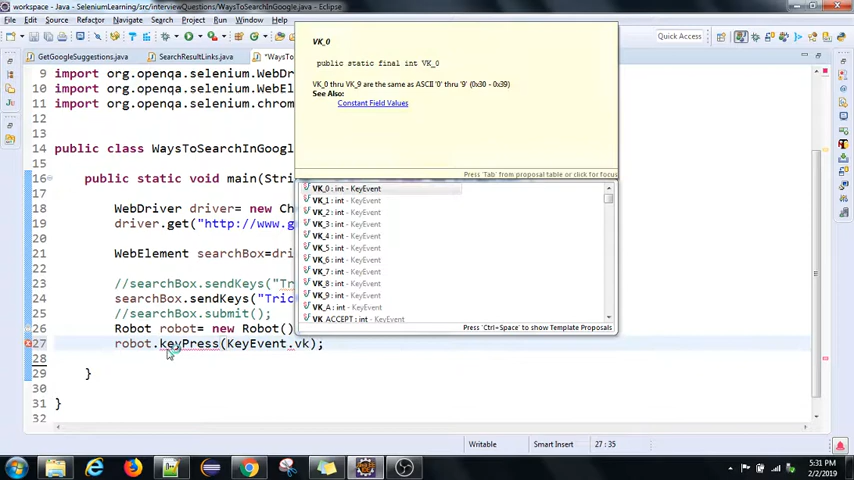 workspace - Java - SeleniumLearning/src/interviewQuestions/WaysToSearchInGoogle.java - Eclipse
File Edit Source Refactor Navigate Search Project Run Window Help
Quick Access
GetGoogleSuggestions.java
SearchResultLinks.java
*WaysToSea
9 import org.openqa.selenium.WebDr
10 import org.openqa.selenium.WebEl
11 import org.openqa.selenium.chrom
14 public class WaysToSearchInGoogl
16 public static void main(Stri
18 WebDriver driver= new Ch
19 driver.get("http://www.g
21 WebElement searchBox=dri
23 //searchBox.sendKeys("Tr
24 searchBox.sendKeys("Tric
25 //searchBox.submit();
26 Robot robot= new Robot()
27 robot.keyPress(KeyEvent.vk);
28
29 }
30
31 }
32
VK_0
public static final int VK_0
VK_0 thru VK_9 are the same as ASCII '0' thru '9' (0x30 - 0x39)
See Also:
Constant Field Values
Press 'Tab' from proposal table or click for focus
VK_0 : int - KeyEvent
VK_1 : int - KeyEvent
VK_2 : int - KeyEvent
VK_3 : int - KeyEvent
VK_4 : int - KeyEvent
VK_5 : int - KeyEvent
VK_6 : int - KeyEvent
VK_7 : int - KeyEvent
VK_8 : int - KeyEvent
VK_9 : int - KeyEvent
VK_A : int - KeyEvent
VK_ACCEPT : int - KeyEvent
Press 'Ctrl+Space' to show Template Proposals
Writable
Smart Insert
27 : 35
5:31 PM
2/2/2019